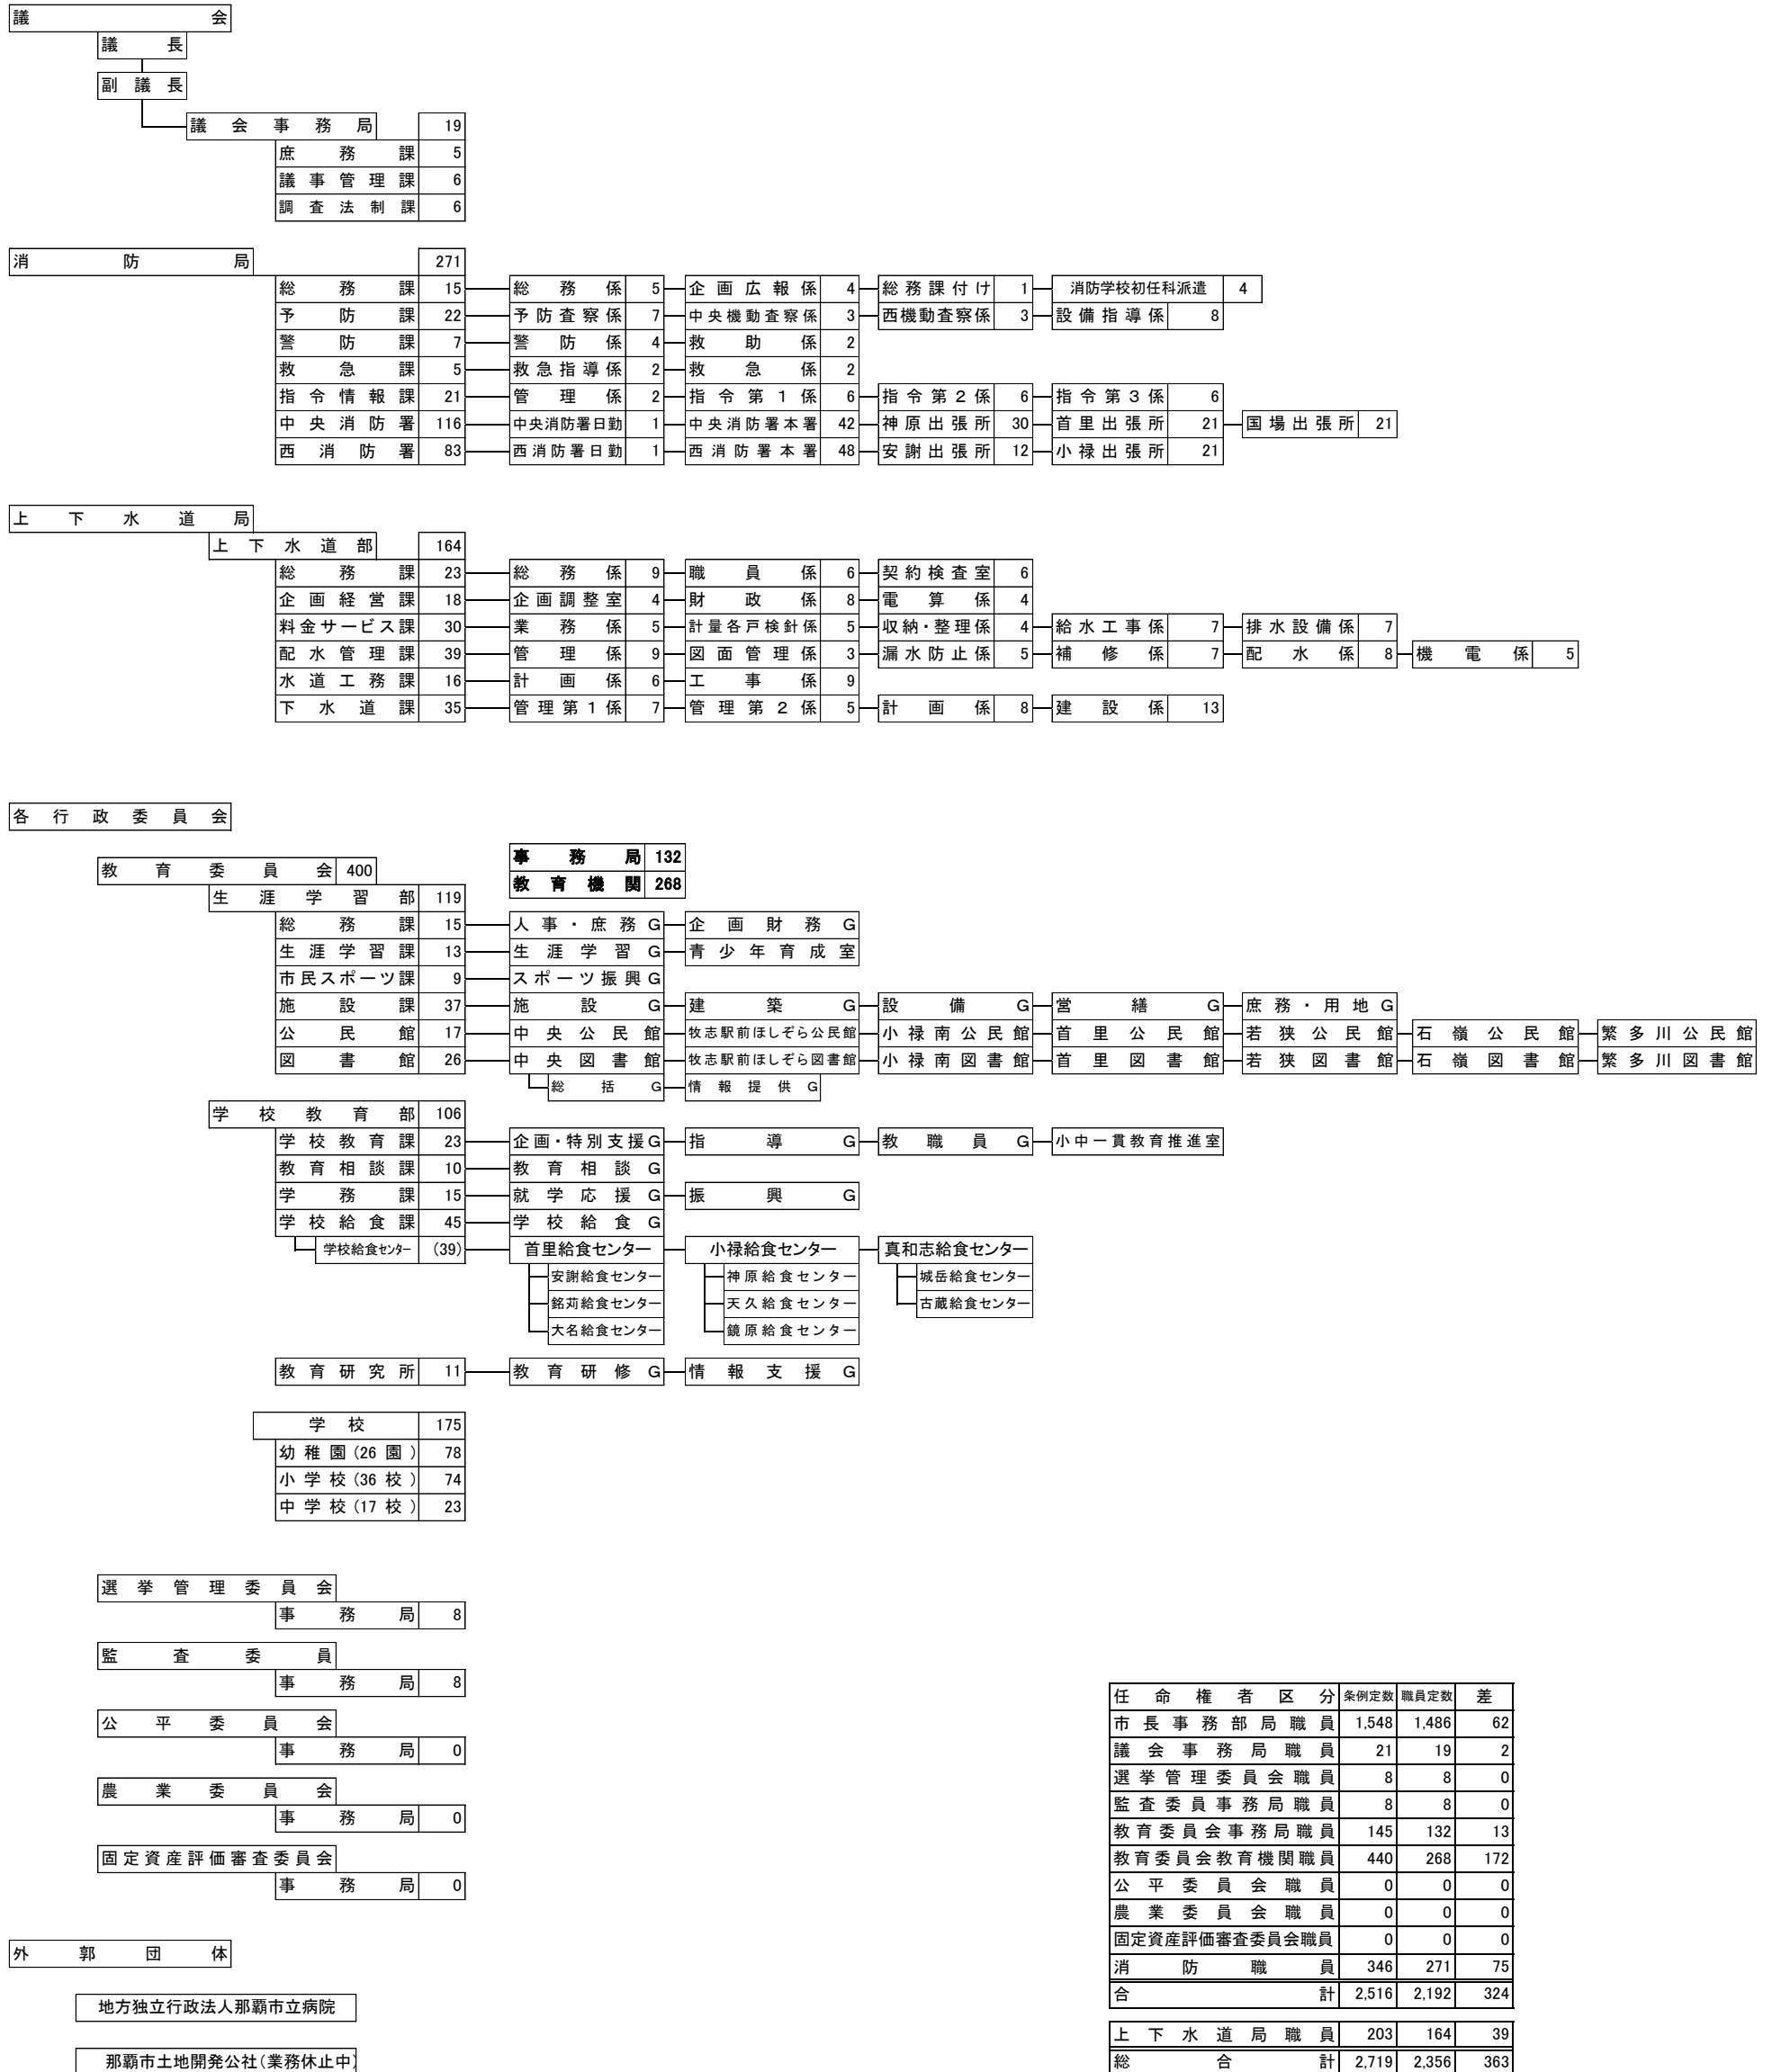 議会
議長
副議長
議会事務局 19
庶務課 5
議事管理課 6
調査法制課 6
消防局 271
総務課 15 総務係 5 企画広報係 4 総務課付け 1 消防学校初任科派遣 4
予防課 22 予防査察係 7 中央機動査察係 3 西機動査察係 3 設備指導係 8
警防課 7 警防係 4 救助係 2
救急課 5 救急指導係 2 救急係 2
指令情報課 21 管理係 2 指令第1係 6 指令第2係 6 指令第3係 6
中央消防署 116 中央消防署日勤 1 中央消防署本署 42 神原出張所 30 首里出張所 21 国場出張所 21
西消防署 83 西消防署日勤 1 西消防署本署 48 安謝出張所 12 小禄出張所 21
上下水道局
上下水道部 164
総務課 23 総務係 9 職員係 6 契約検査室 6
企画経営課 18 企画調整室 4 財政係 8 電算係 4
料金サービス課 30 業務係 5 計量各戸検針係 5 収納・整理係 4 給水工事係 7 排水設備係 7
配水管理課 39 管理係 9 図面管理係 3 漏水防止係 5 補修係 7 配水係 8 機電係 5
水道工務課 16 計画係 6 工事係 9
下水道課 35 管理第1係 7 管理第2係 5 計画係 8 建設係 13
各行政委員会
事務局 132
教育委員会 400
教育機関 268
生涯学習部 119
総務課 15 人事・庶務G 企画財務G
生涯学習課 13 生涯学習G 青少年育成室
市民スポーツ課 9 スポーツ振興G
施設課 37 施設G 建築G 設備G 営繕G 庶務・用地G
公民館 17 中央公民館 牧志駅前ほしぞら公民館 小禄南公民館 首里公民館 若狭公民館 石嶺公民館 繁多川公民館
図書館 26 中央図書館 牧志駅前ほしぞら図書館 小禄南図書館 首里図書館 若狭図書館 石嶺図書館 繁多川図書館
総括G 情報提供G
学校教育部 106
学校教育課 23 企画・特別支援G 指導G 教職員G 小中一貫教育推進室
教育相談課 10 教育相談G
学務課 15 就学応援G 振興G
学校給食課 45 学校給食G
学校給食センター (39) 首里給食センター 小禄給食センター 真和志給食センター
安謝給食センター 神原給食センター 城岳給食センター
銘苅給食センター 天久給食センター 古蔵給食センター
大名給食センター 鏡原給食センター
教育研究所 11 教育研修G 情報支援G
学校 175
幼稚園(26園) 78
小学校(36校) 74
中学校(17校) 23
選挙管理委員会
事務局 8
監査委員
事務局 8
公平委員会
事務局 0
農業委員会
事務局 0
固定資産評価審査委員会
事務局 0
外郭団体
地方独立行政法人那覇市立病院
那覇市土地開発公社(業務休止中)
任命権者区分 条例定数 職員定数 差
市長事務部局職員 1,548 1,486 62
議会事務局職員 21 19 2
選挙管理委員会職員 8 8 0
監査委員事務局職員 8 8 0
教育委員会事務局職員 145 132 13
教育委員会教育機関職員 440 268 172
公平委員会職員 0 0 0
農業委員会職員 0 0 0
固定資産評価審査委員会職員 0 0 0
消防職員 346 271 75
合計 2,516 2,192 324
上下水道局職員 203 164 39
総合計 2,719 2,356 363